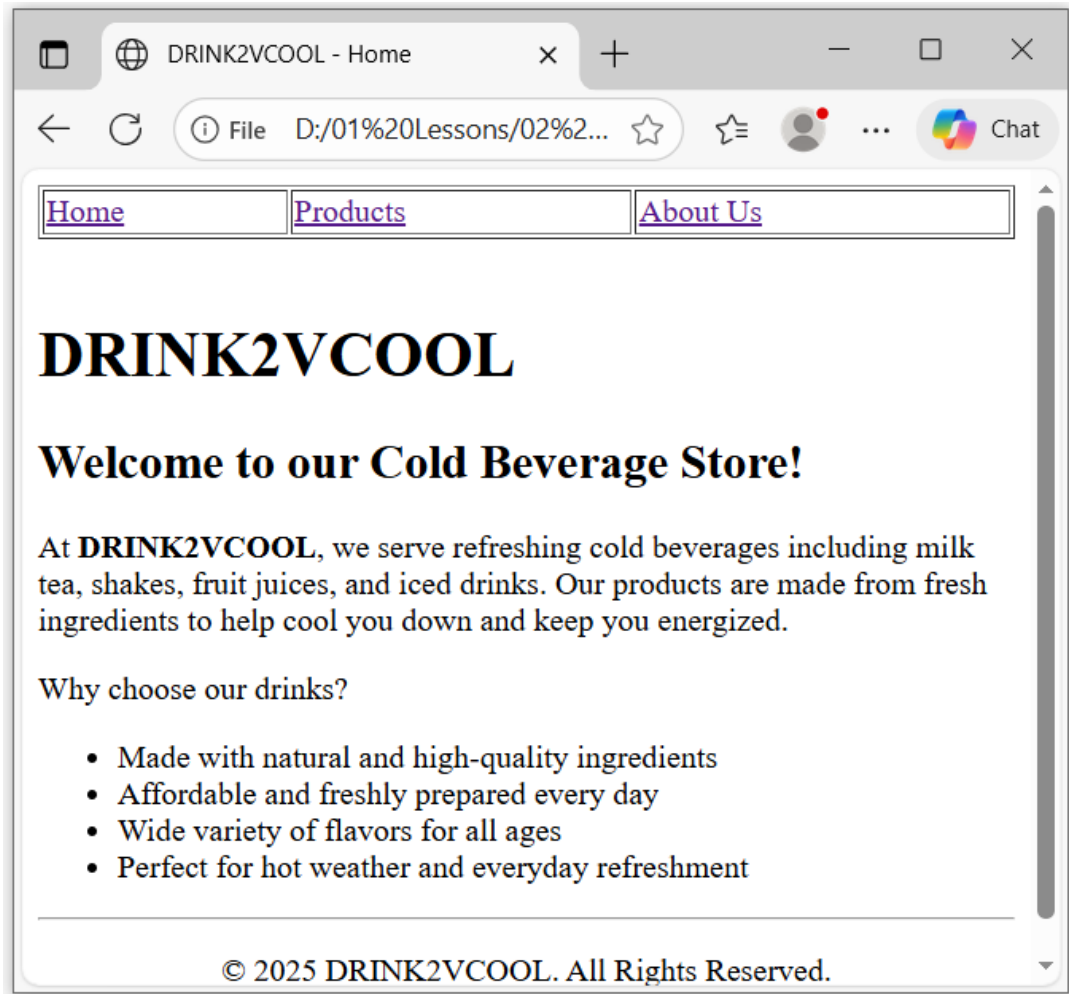 DRINK2VCOOL - Home
File D:/01%20Lessons/02%2...
Chat
Home Products About Us
DRINK2VCOOL
Welcome to our Cold Beverage Store!
At DRINK2VCOOL, we serve refreshing cold beverages including milk
tea, shakes, fruit juices, and iced drinks. Our products are made from fresh
ingredients to help cool you down and keep you energized.
Why choose our drinks?
• Made with natural and high-quality ingredients
• Affordable and freshly prepared every day
• Wide variety of flavors for all ages
• Perfect for hot weather and everyday refreshment
© 2025 DRINK2VCOOL. All Rights Reserved.